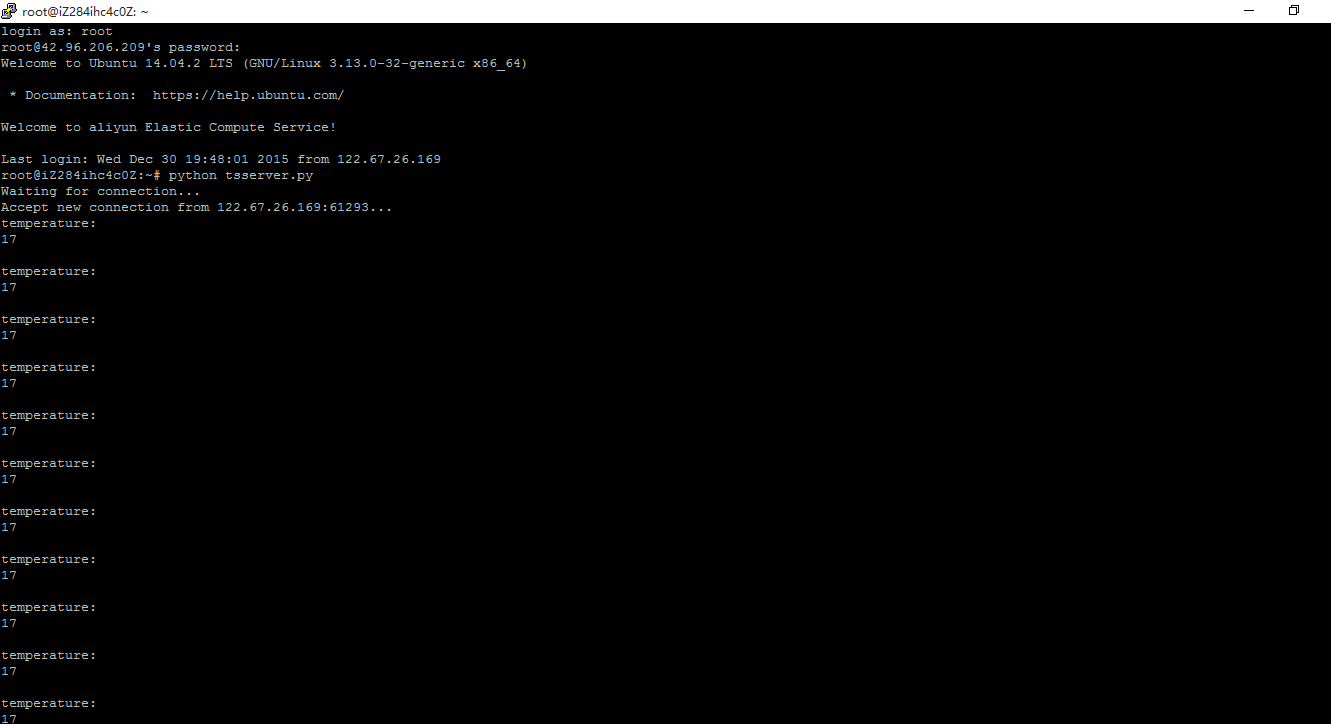 root@iZ284ihc4c0Z: ~
login as: root
root@42.96.206.209's password:
Welcome to Ubuntu 14.04.2 LTS (GNU/Linux 3.13.0-32-generic x86_64)
* Documentation:  https://help.ubuntu.com/
Welcome to aliyun Elastic Compute Service!
Last login: Wed Dec 30 19:48:01 2015 from 122.67.26.169
root@iZ284ihc4c0Z:~# python tsserver.py
Waiting for connection...
Accept new connection from 122.67.26.169:61293...
temperature:
17
temperature:
17
temperature:
17
temperature:
17
temperature:
17
temperature:
17
temperature:
17
temperature:
17
temperature:
17
temperature:
17
temperature:
17